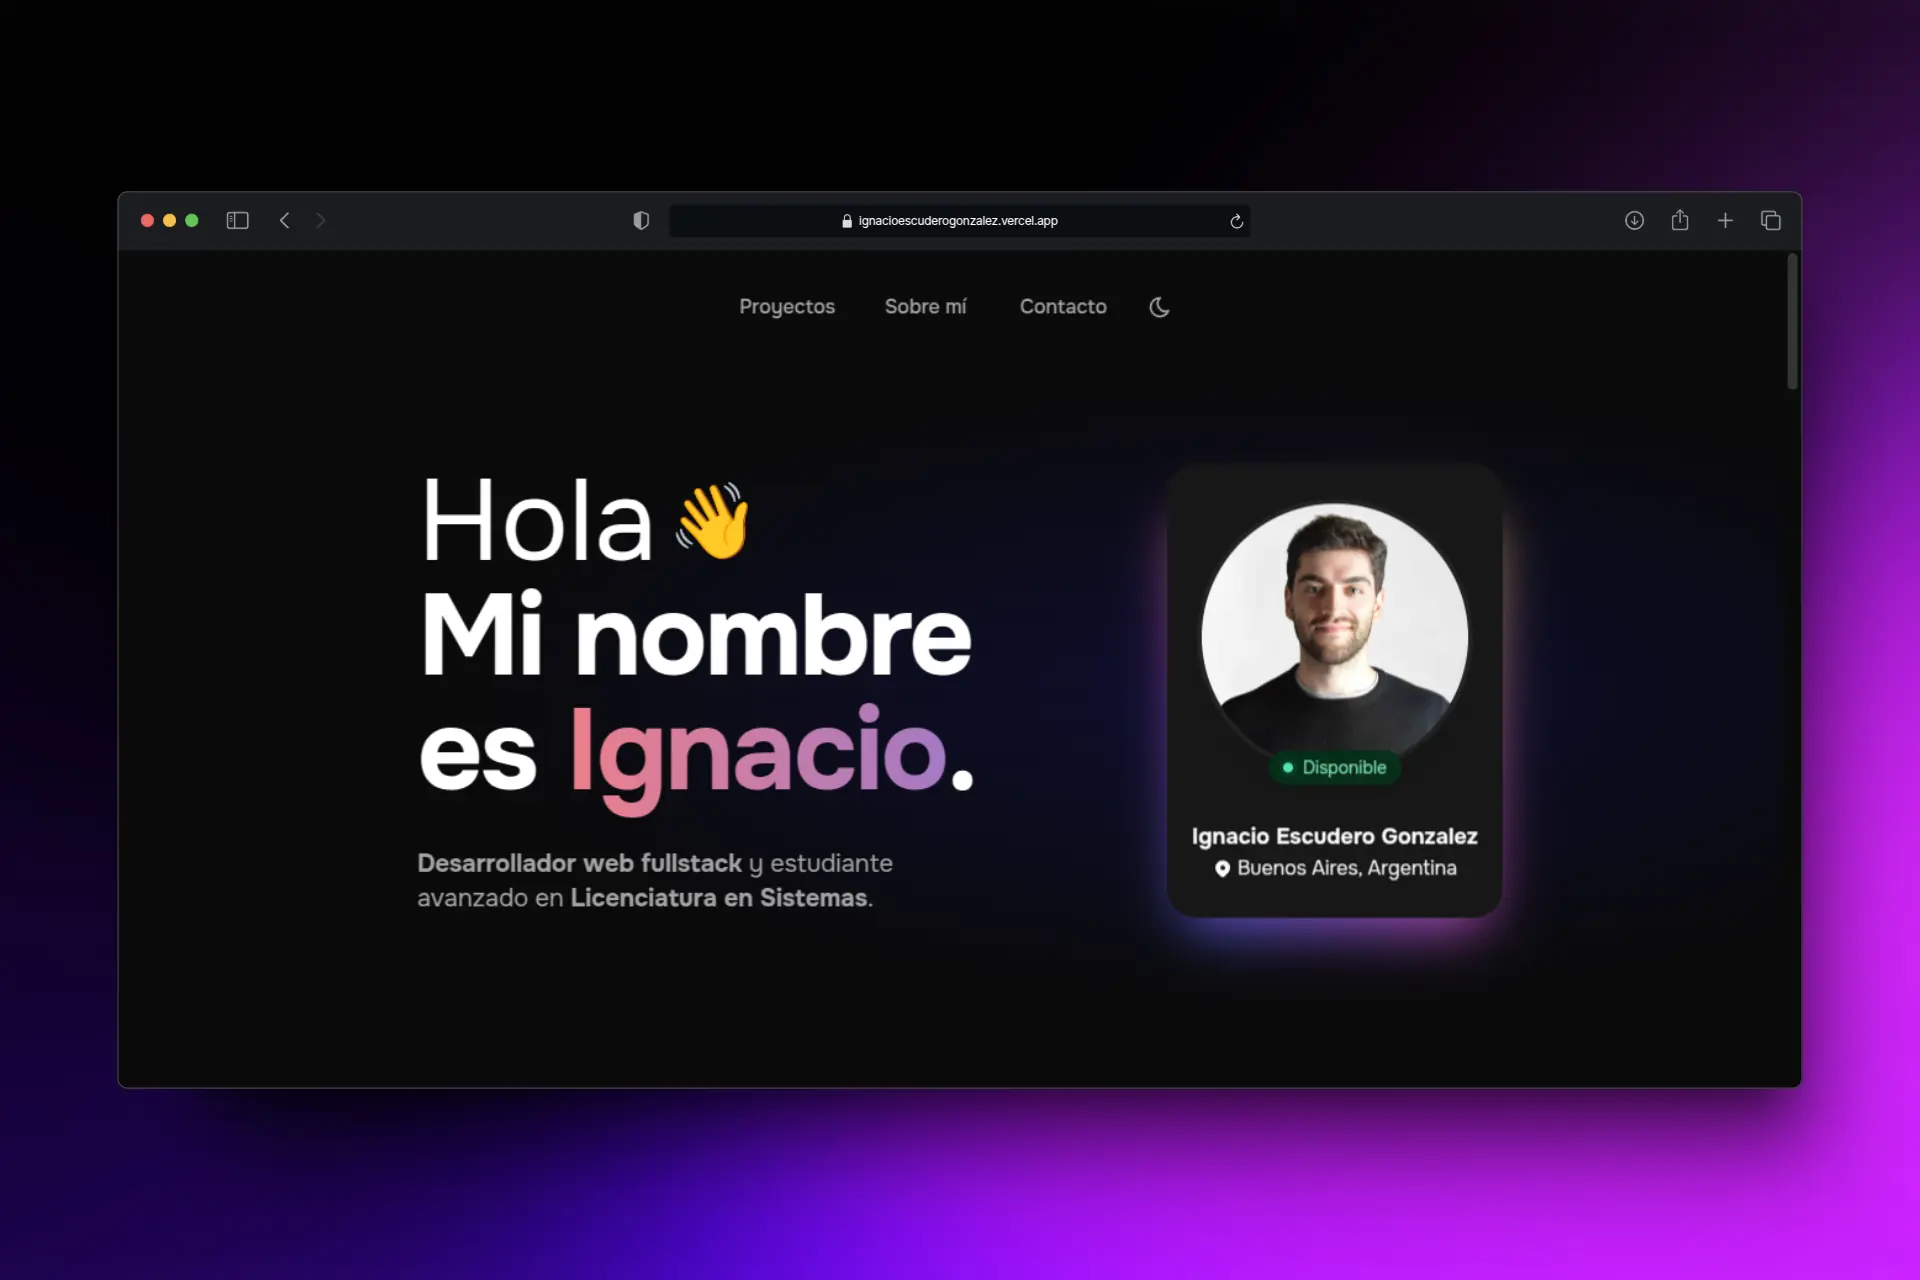 ignacioescuderogonzalez.vercel.app
Proyectos Sobre mí Contacto
Hola 👋
Mi nombre
es Ignacio.
Desarrollador web fullstack y estudiante
avanzado en Licenciatura en Sistemas.
Disponible
Ignacio Escudero Gonzalez
Buenos Aires, Argentina